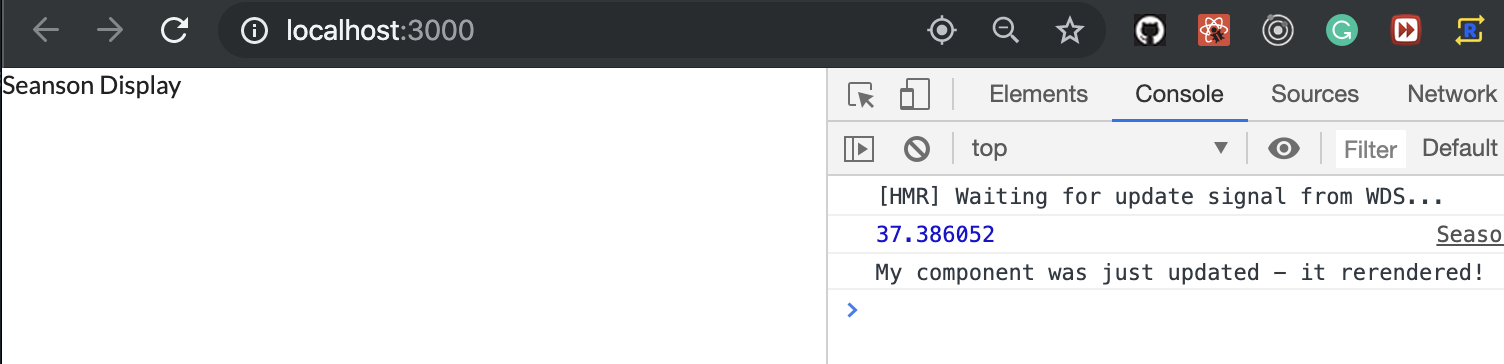 localhost:3000
Seanson Display
Elements Console Sources Network
top Filter Default
[HMR] Waiting for update signal from WDS...
37.386052 Seaso
My component was just updated - it rerendered!